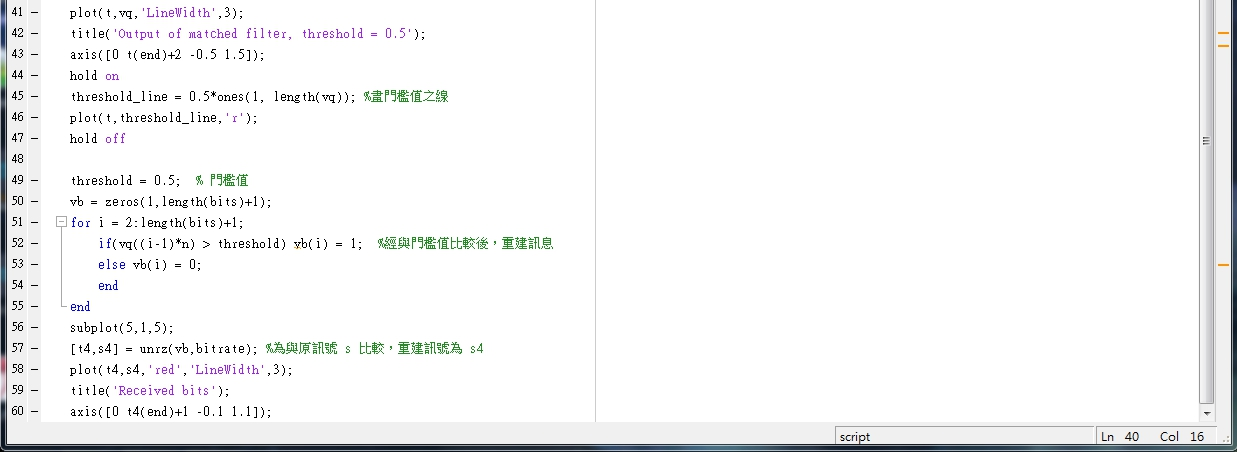 41 – plot(t,vq,'LineWidth',3);
42 – title('Output of matched filter, threshold = 0.5');
43 – axis([0 t(end)+2 -0.5 1.5]);
44 – hold on
45 – threshold_line = 0.5*ones(1, length(vq)); %畫門檻值之線
46 – plot(t,threshold_line,'r');
47 – hold off
48
49 – threshold = 0.5;  % 門檻值
50 – vb = zeros(1,length(bits)+1);
51 – for i = 2:length(bits)+1;
52 – if(vq((i-1)*n) > threshold) vb(i) = 1;  %經與門檻值比較後，重建訊息
53 – else vb(i) = 0;
54 – end
55 – end
56 – subplot(5,1,5);
57 – [t4,s4] = unrz(vb,bitrate); %為與原訊號 s 比較，重建訊號為 s4
58 – plot(t4,s4,'red','LineWidth',3);
59 – title('Received bits');
60 – axis([0 t4(end)+1 -0.1 1.1]);
script Ln 40 Col 16